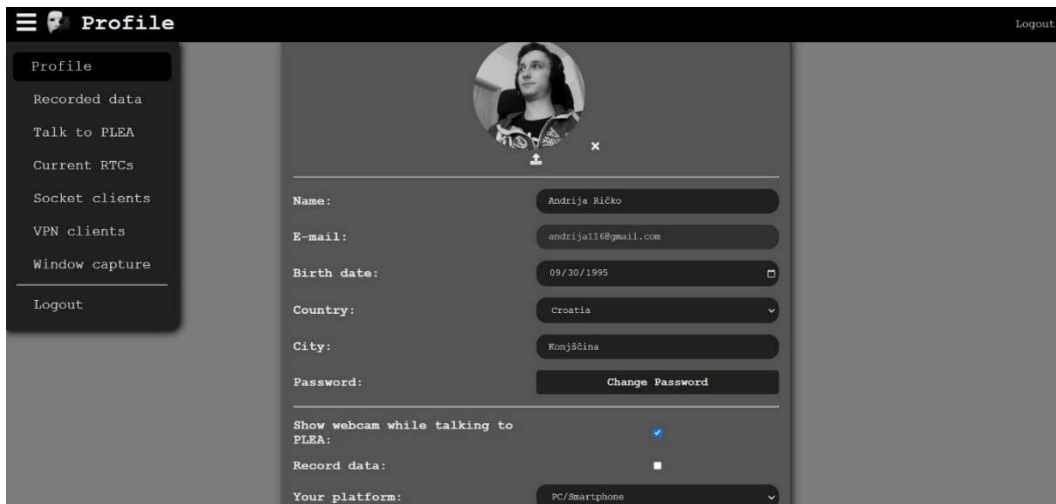 Profile
Logout
Profile
Recorded data
Talk to PLEA
Current RTCs
Socket clients
VPN clients
Window capture
Logout
Name:
Andrija Ričko
E-mail:
andrija116@gmail.com
Birth date:
09/30/1995
Country:
Croatia
City:
Konjščina
Password:
Change Password
Show webcam while talking to
PLEA:
Record data:
Your platform:
PC/Smartphone